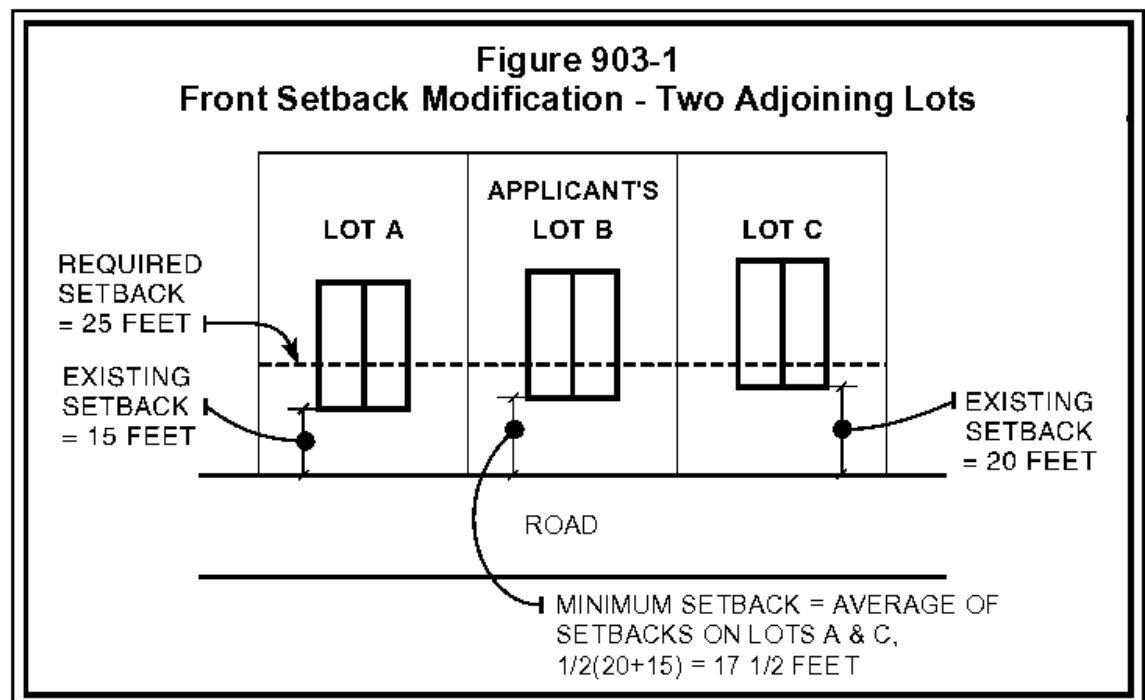 Figure 903-1
Front Setback Modification - Two Adjoining Lots
APPLICANT'S
LOT A
LOT B
LOT C
REQUIRED
SETBACK
= 25 FEET
EXISTING
SETBACK
= 15 FEET
EXISTING
SETBACK
= 20 FEET
ROAD
MINIMUM SETBACK = AVERAGE OF
SETBACKS ON LOTS A & C,
1/2(20+15) = 17 1/2 FEET